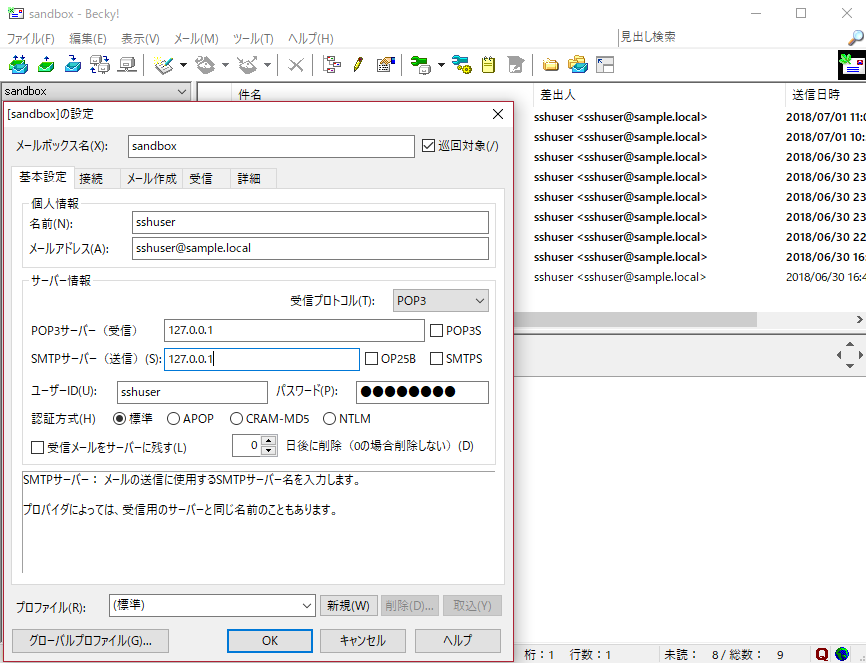 sandbox - Becky!
ファイル(F) 編集(E) 表示(V) メール(M) ツール(T) ヘルプ(H)
見出し検索
sandbox
件名 差出人 送信日時
[sandbox]の設定
sshuser <sshuser@sample.local> 2018/07/01 11:0
メールボックス名(X): sandbox 巡回対象(/)
sshuser <sshuser@sample.local> 2018/07/01 10:
sshuser <sshuser@sample.local> 2018/06/30 23
基本設定 接続 メール作成 受信 詳細
sshuser <sshuser@sample.local> 2018/06/30 23
個人情報
sshuser <sshuser@sample.local> 2018/06/30 23
名前(N): sshuser
sshuser <sshuser@sample.local> 2018/06/30 23
sshuser <sshuser@sample.local> 2018/06/30 22
メールアドレス(A): sshuser@sample.local
sshuser <sshuser@sample.local> 2018/06/30 16:
サーバー情報
sshuser <sshuser@sample.local> 2018/06/30 16:4
受信プロトコル(T): POP3
POP3サーバー（受信） 127.0.0.1 POP3S
SMTPサーバー（送信）(S): 127.0.0.1 OP25B SMTPS
ユーザーID(U): sshuser パスワード(P): ●●●●●●●●
認証方式(H) 標準 APOP CRAM-MD5 NTLM
受信メールをサーバーに残す(L) 0 日後に削除（0の場合削除しない）(D)
SMTPサーバー： メールの送信に使用するSMTPサーバー名を入力します。
プロバイダによっては、受信用のサーバーと同じ名前のこともあります。
プロファイル(R): (標準) 新規(W) 削除(D)... 取込(Y)
グローバルプロファイル(G)... OK キャンセル ヘルプ
桁：1 行数：1 未読： 8 / 総数： 9